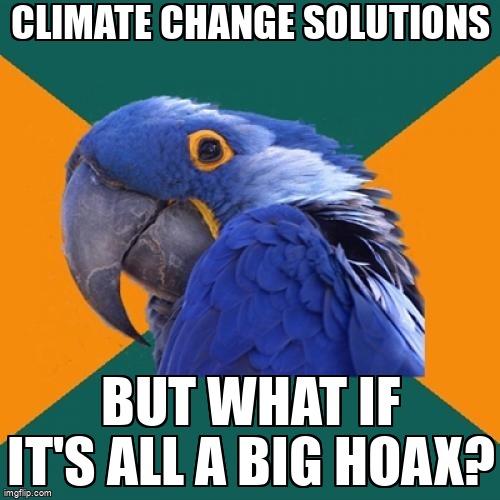 CLIMATE CHANGE SOLUTIONS
BUT WHAT IF
IT'S ALL A BIG HOAX?
imgflip.com